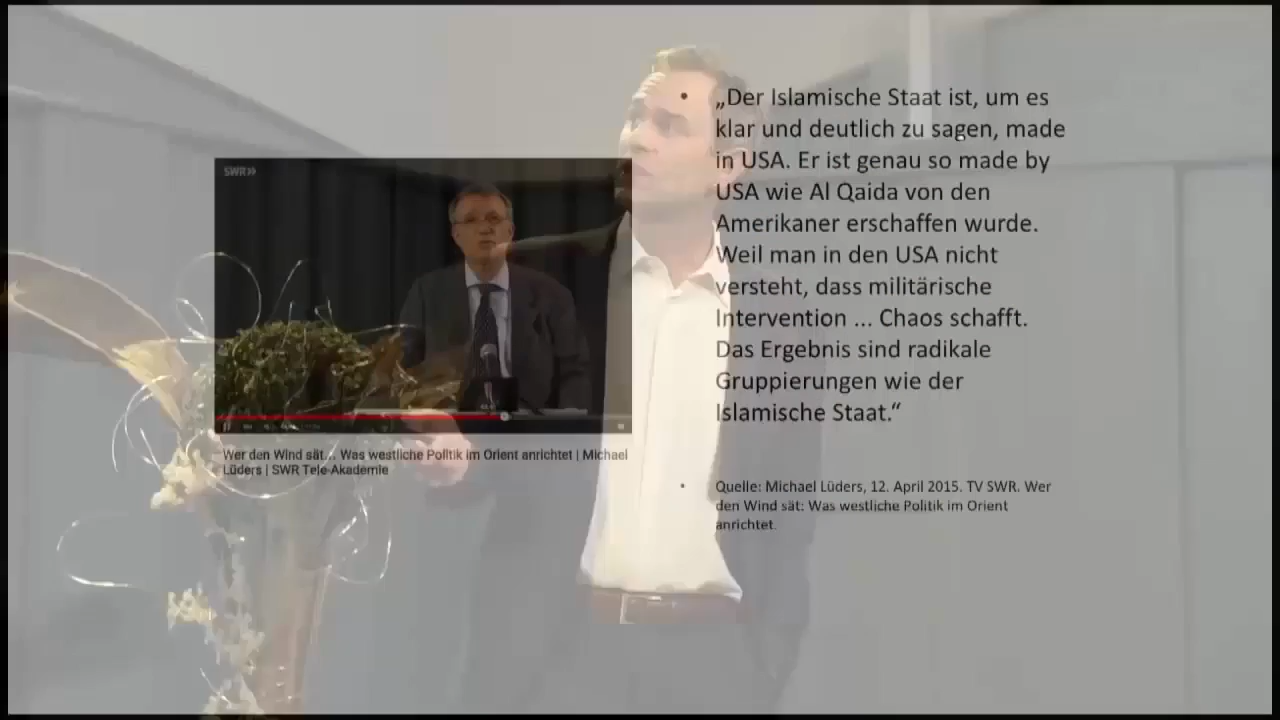 SWR»
Wer den Wind sät... Was westliche Politik im Orient anrichtet | Michael
Lüders | SWR Tele-Akademie
• „Der Islamische Staat ist, um es
klar und deutlich zu sagen, made
in USA. Er ist genau so made by
USA wie Al Qaida von den
Amerikaner erschaffen wurde.
Weil man in den USA nicht
versteht, dass militärische
Intervention ... Chaos schafft.
Das Ergebnis sind radikale
Gruppierungen wie der
Islamische Staat.“
• Quelle: Michael Lüders, 12. April 2015. TV SWR. Wer
den Wind sät: Was westliche Politik im Orient
anrichtet.